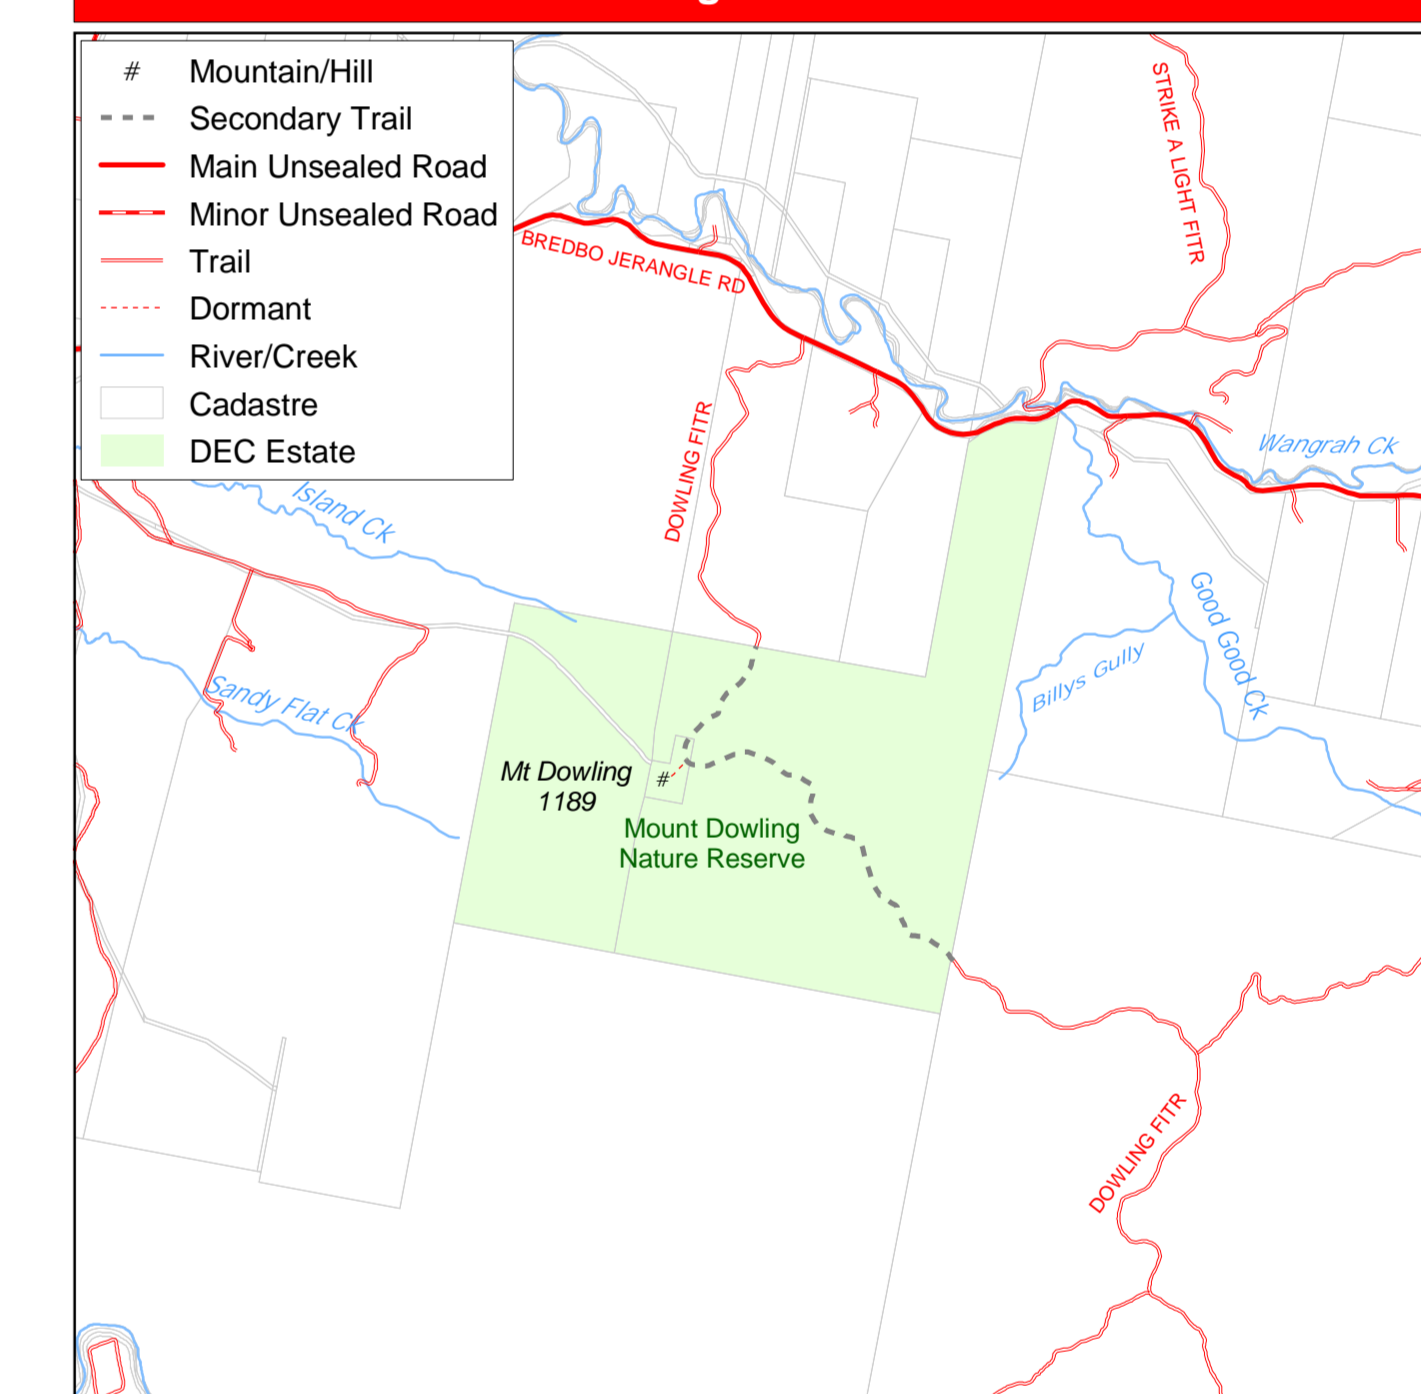 #
Mountain/Hill
Secondary Trail
Main Unsealed Road
Minor Unsealed Road
Trail
Dormant
River/Creek
Cadastre
DEC Estate
STRIKE A LIGHT FITR
BREDBO JERANGLE RD
DOWLING FITR
Wangrah Ck
Island Ck
Good Good Ck
Billys Gully
Sandy Flat Ck
Mt Dowling
1189
#
Mount Dowling
Nature Reserve
DOWLING FITR